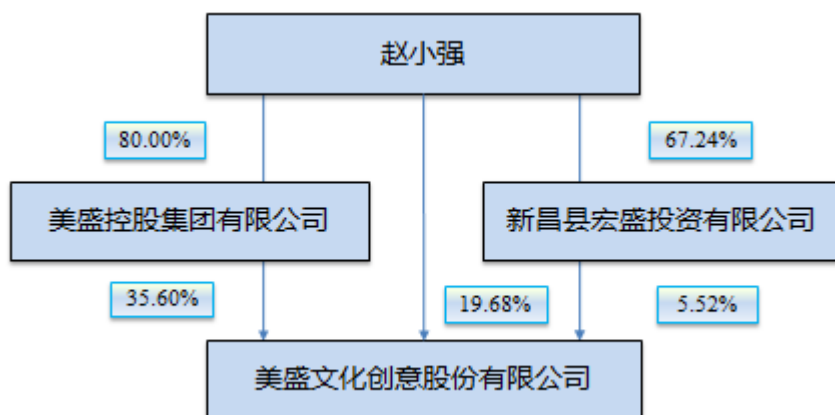 赵小强
80.00%
67.24%
美盛控股集团有限公司
新昌县宏盛投资有限公司
35.60%
19.68%
5.52%
美盛文化创意股份有限公司